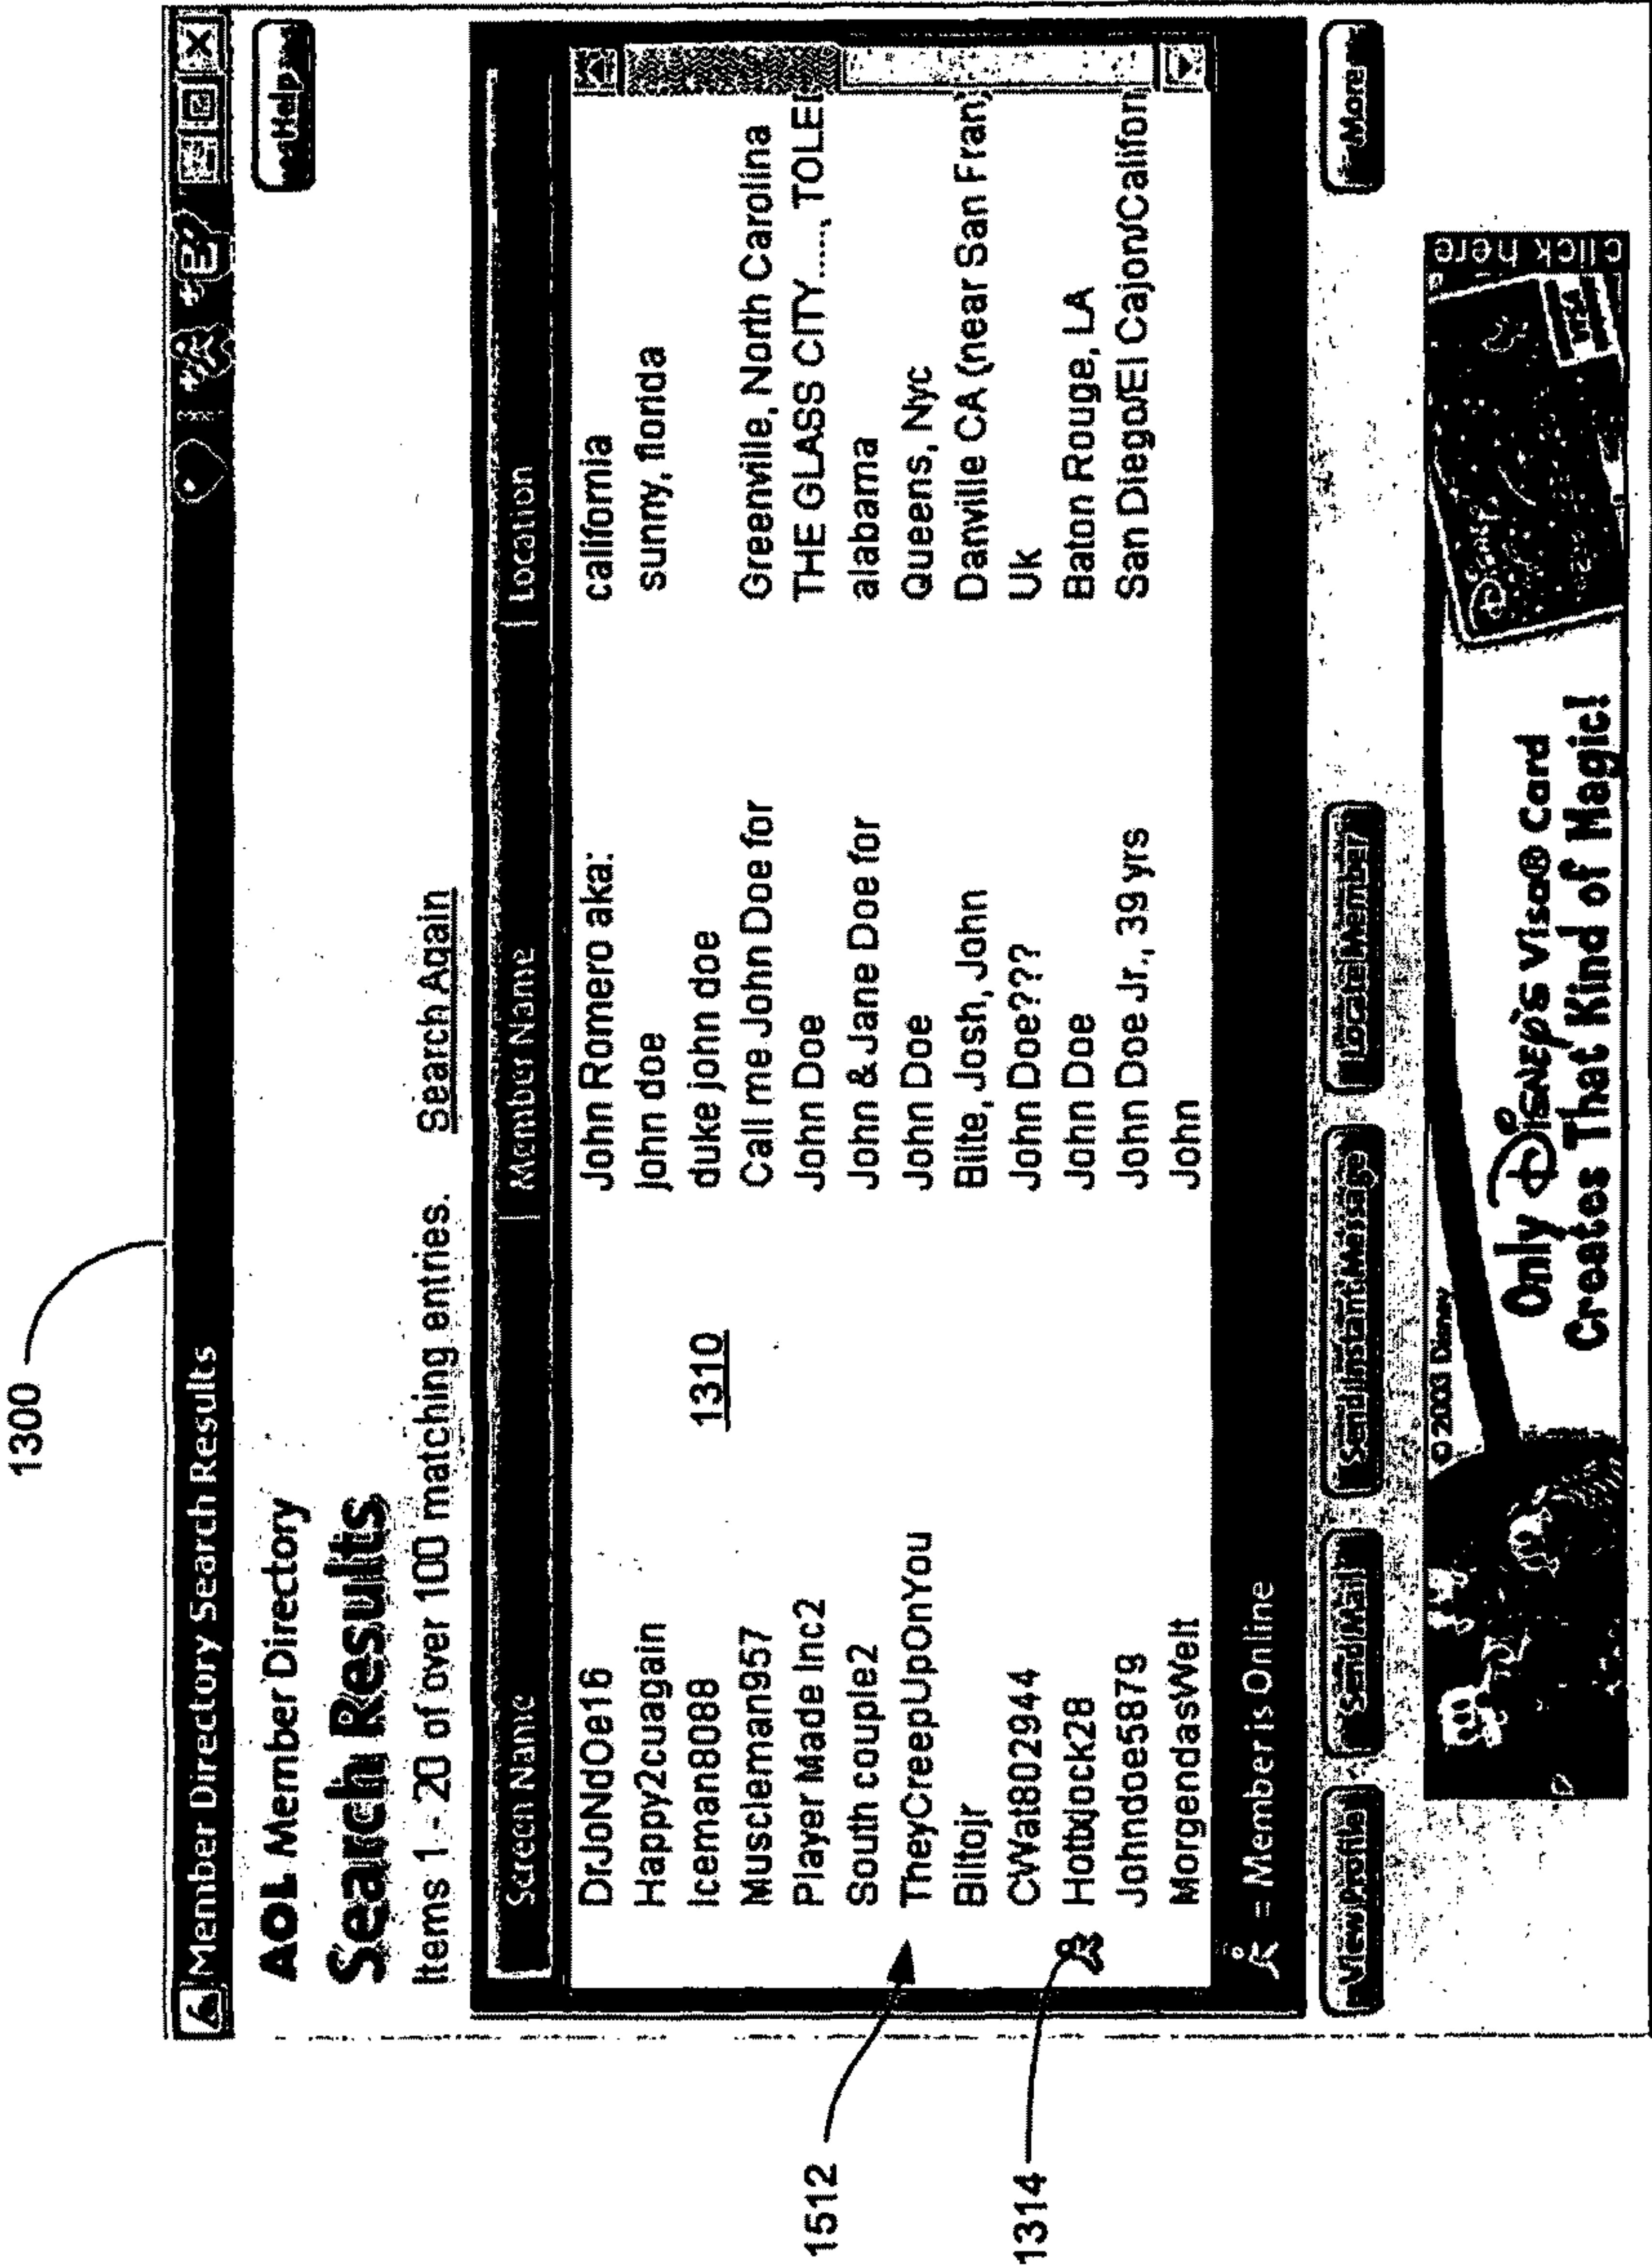 1300
Member Directory Search Results
AOL Member Directory
Help
Search Results
Items 1 - 20 of over 100 matching entries. Search Again
Screen Name | Member Name | Location
DrJoNdOe16 John Romero aka: california
Happy2cuagain john doe sunny, florida
Iceman8088 duke john doe
1310
Muscleman957 Call me John Doe for Greenville, North Carolina
Player Made Inc2 John Doe THE GLASS CITY....., TOLE
South couple2 John & Jane Doe for alabama
TheyCreepUpOnYou John Doe Queens, Nyc
Biltojr Bilte, Josh, John Danville CA (near San Fran
CWat802944 John Doe??? Uk
Hotbxjock28 John Doe Baton Rouge, LA
Johndoe5879 John Doe Jr., 39 yrs San Diego/El Cajon/Californ
MorgendasWelt John
1512
1314
= Member is Online
View Profile Send Mail Send Instant Message Locate Member More
© 2003 Disney
Only Disney's Visa® Card
Creates That Kind of Magic!
click here